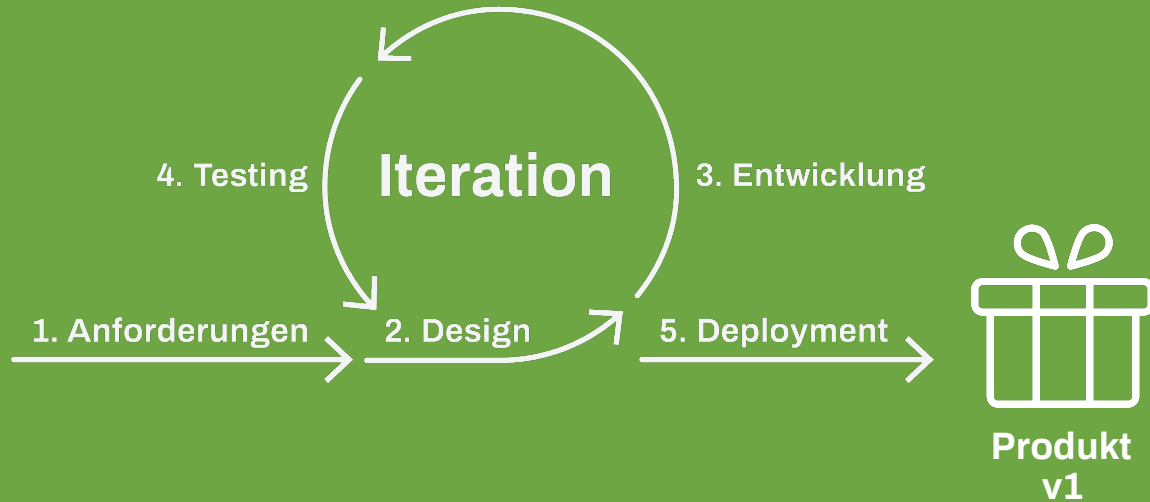 4. Testing
Iteration
3. Entwicklung
1. Anforderungen
2. Design
5. Deployment
Produkt
v1